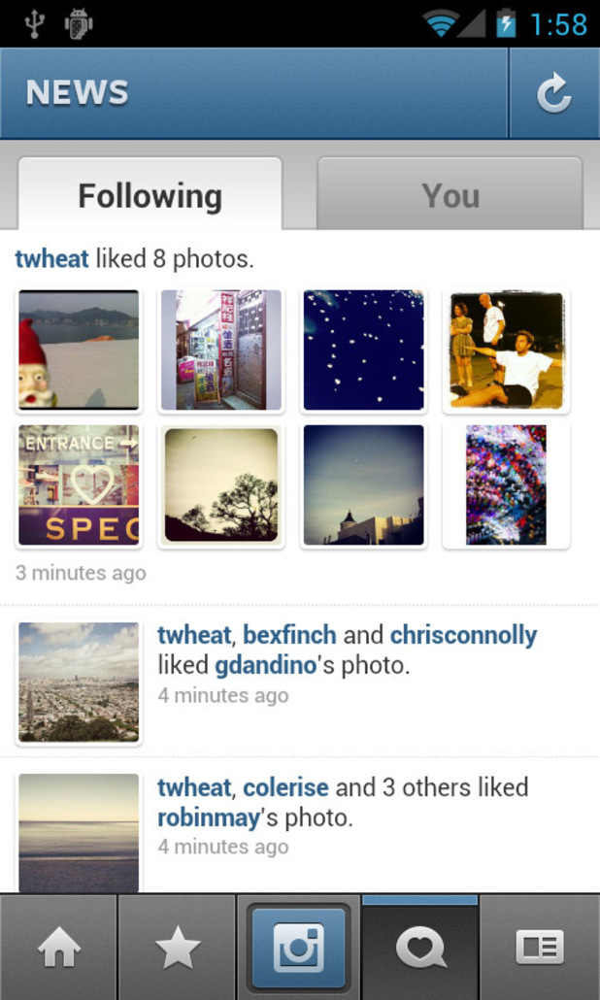 1:58
NEWS
Following
You
twheat liked 8 photos.
ENTRANCE →
SPEC
3 minutes ago
twheat, bexfinch and chrisconnolly
liked gdandino's photo.
4 minutes ago
twheat, colerise and 3 others liked
robinmay's photo.
4 minutes ago